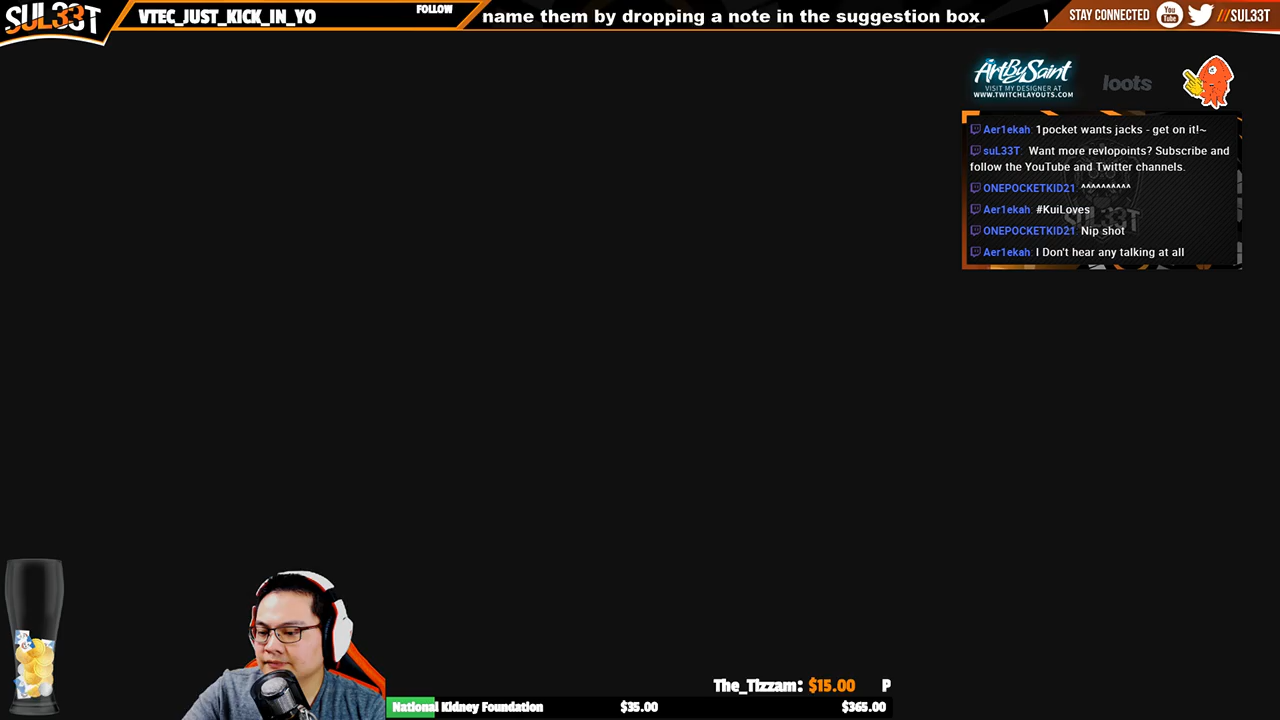 SUL33T
VTEC_JUST_KICK_IN_YO
FOLLOW
name them by dropping a note in the suggestion box.
STAY CONNECTED
You
Tube
//SUL33T
ArtBySaint
VISIT MY DESIGNER AT
WWW.TWITCHLAYOUTS.COM
loots
Aer1ekah: 1pocket wants jacks - get on it!~
suL33T: Want more revlopoints? Subscribe and
follow the YouTube and Twitter channels.
ONEPOCKETKID21 ^^^^^^^^^^
Aer1ekah: #KuiLoves
ONEPOCKETKID21 Nip shot
Aer1ekah: I Don't hear any talking at all
SUL33T
The_Tizzam: $15.00 P
National Kidney Foundation $35.00 $365.00